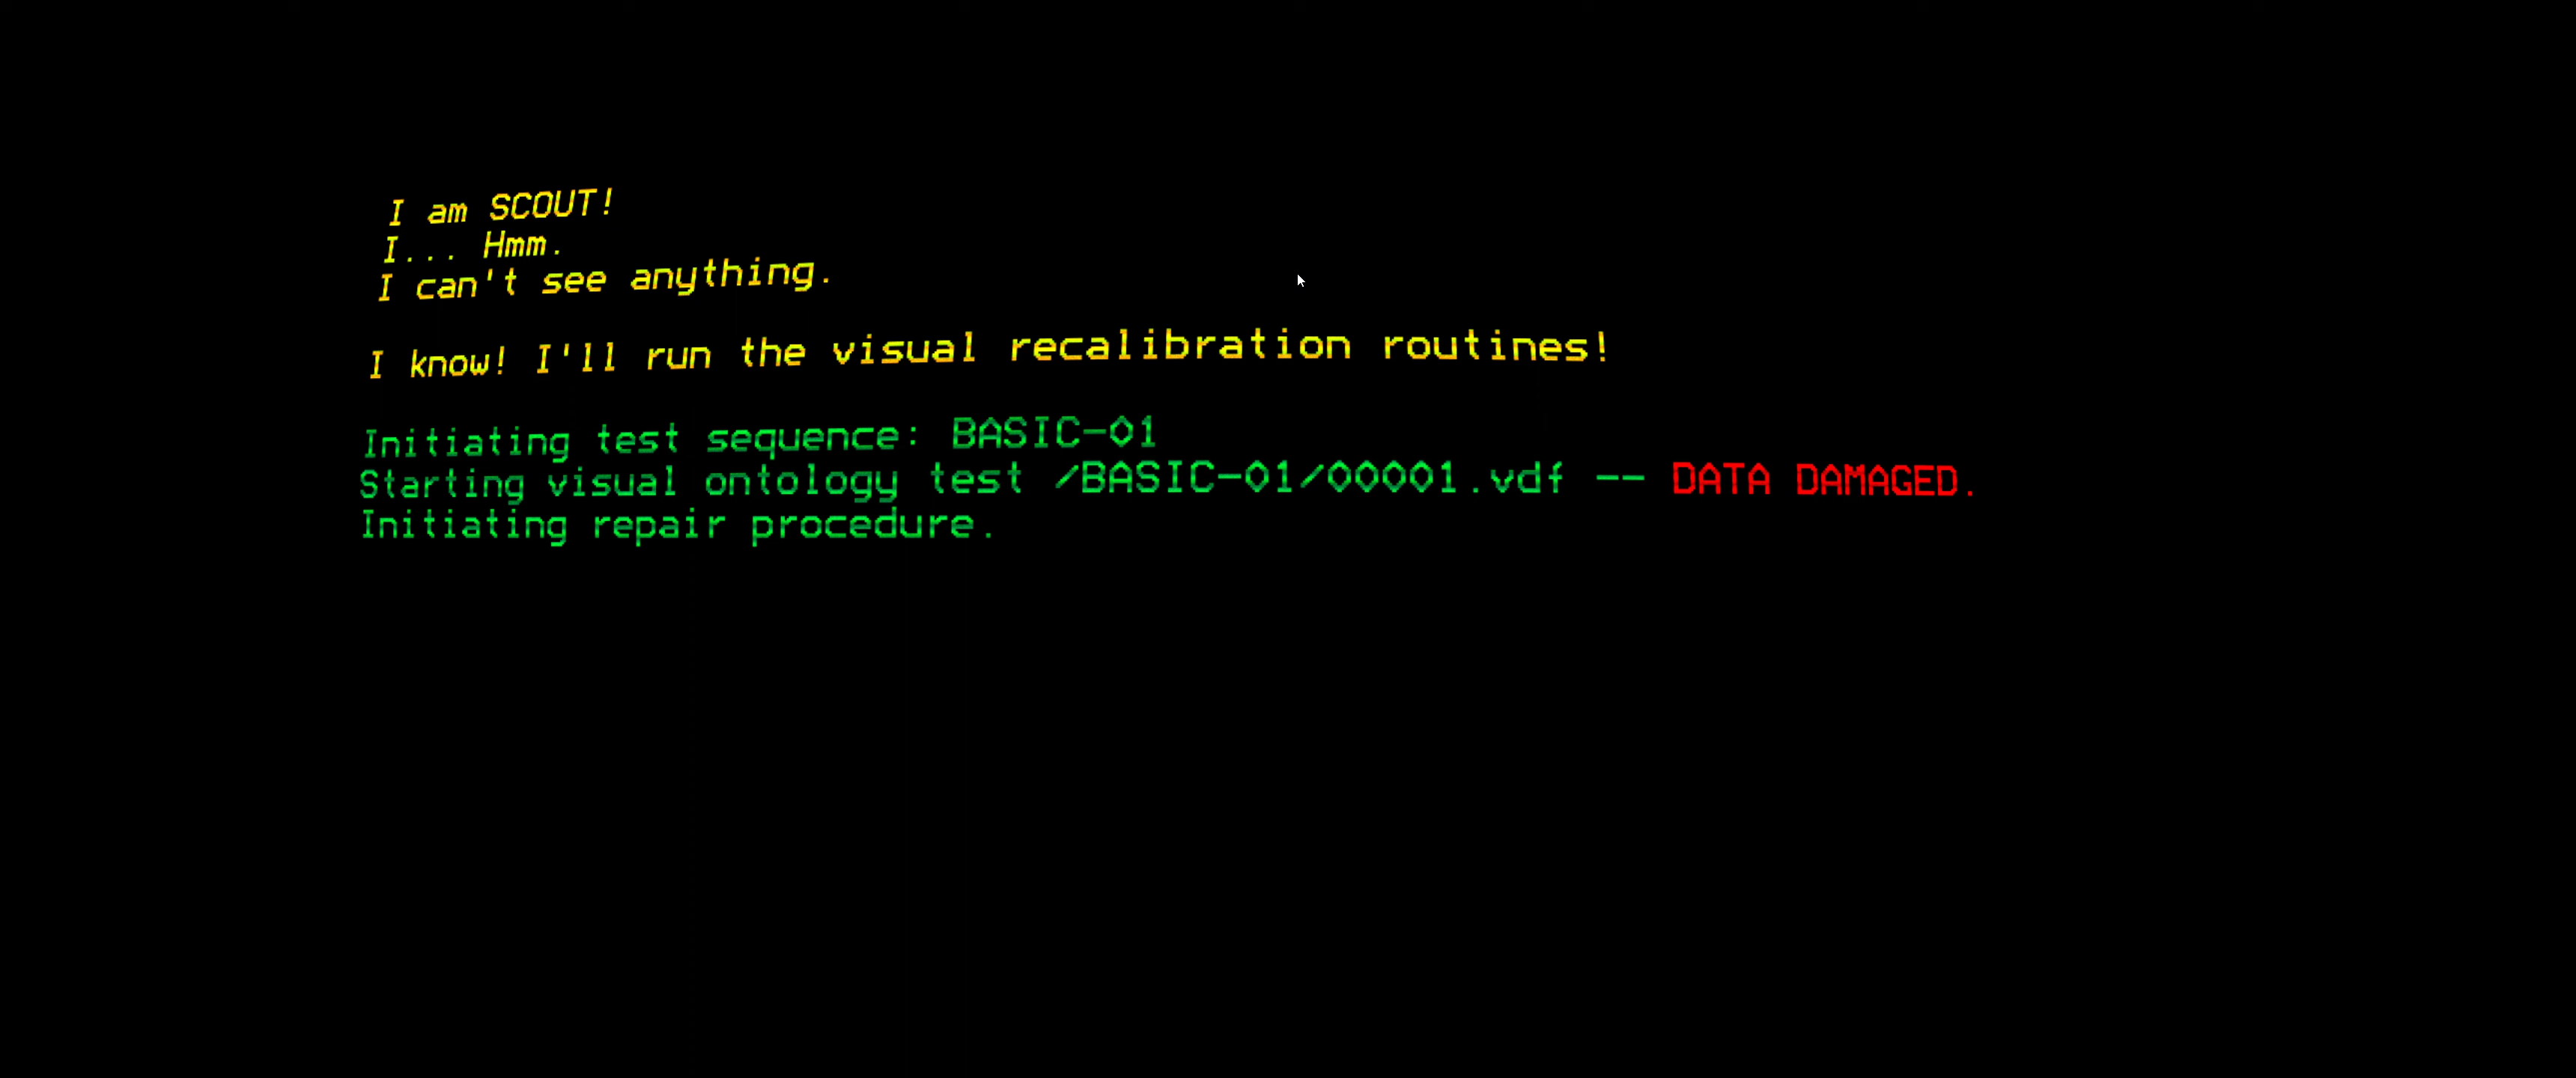 I am SCOUT!
I... Hmm.
I can't see anything.
I know! I'll run the visual recalibration routines!
Initiating test sequence: BASIC-01
Starting visual ontology test /BASIC-01/00001.vdf -- DATA DAMAGED.
Initiating repair procedure.